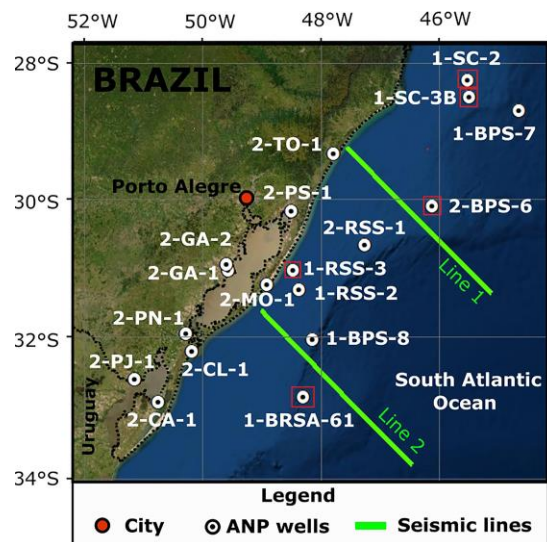 52°W 50°W 48°W 46°W
28°S
BRAZIL
1-SC-2
1-SC-3B
1-BPS-7
2-TO-1
30°S
Porto Alegre
2-PS-1
2-BPS-6
2-RSS-1
2-GA-2
2-GA-1
1-RSS-3
2-MO-1
1-RSS-2
Line 1
32°S
2-PN-1
1-BPS-8
2-PJ-1
2-CL-1
South Atlantic
Ocean
Uruguay
2-CA-1
1-BRSA-61
Line 2
34°S
Legend
City
ANP wells
Seismic lines